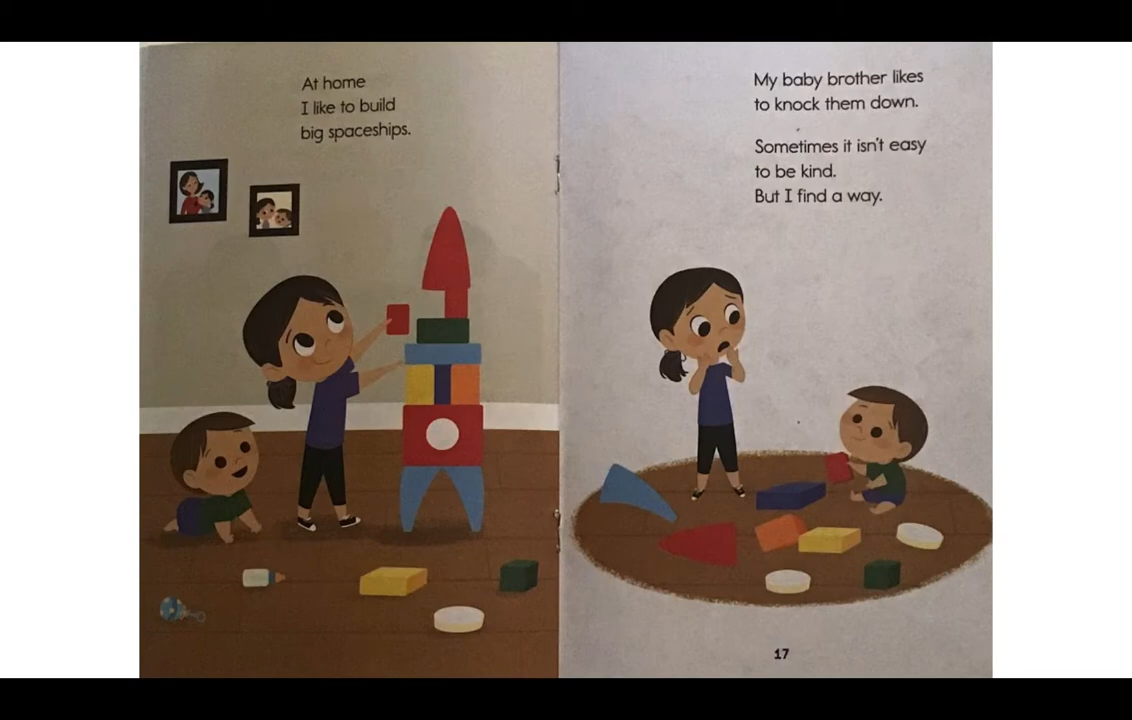 At home
I like to build
big spaceships.
My baby brother likes
to knock them down.
Sometimes it isn't easy
to be kind.
But I find a way.
17